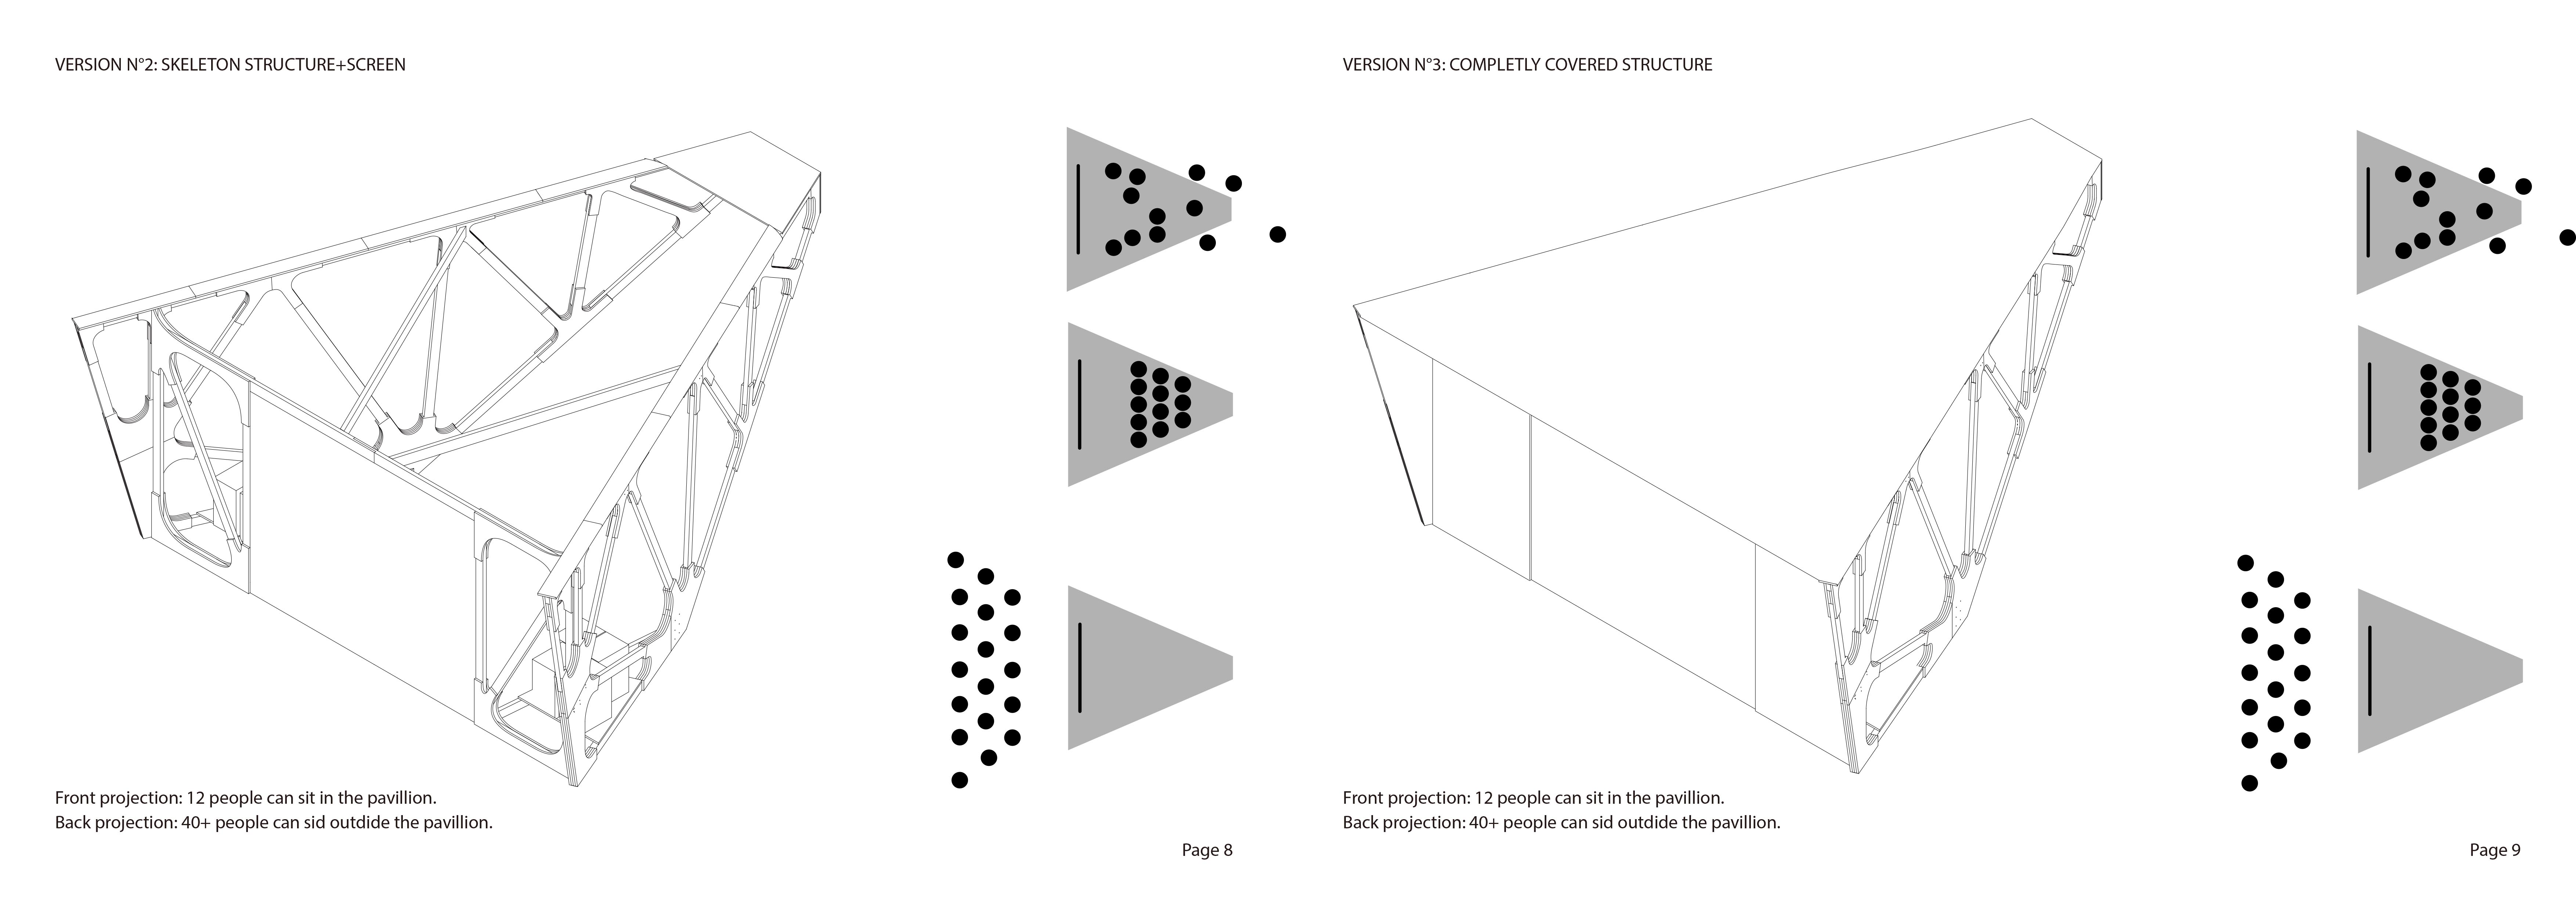 VERSION N°2: SKELETON STRUCTURE+SCREEN
Front projection: 12 people can sit in the pavillion.
Back projection: 40+ people can sid outdide the pavillion.
Page 8
VERSION N°3: COMPLETLY COVERED STRUCTURE
Front projection: 12 people can sit in the pavillion.
Back projection: 40+ people can sid outdide the pavillion.
Page 9